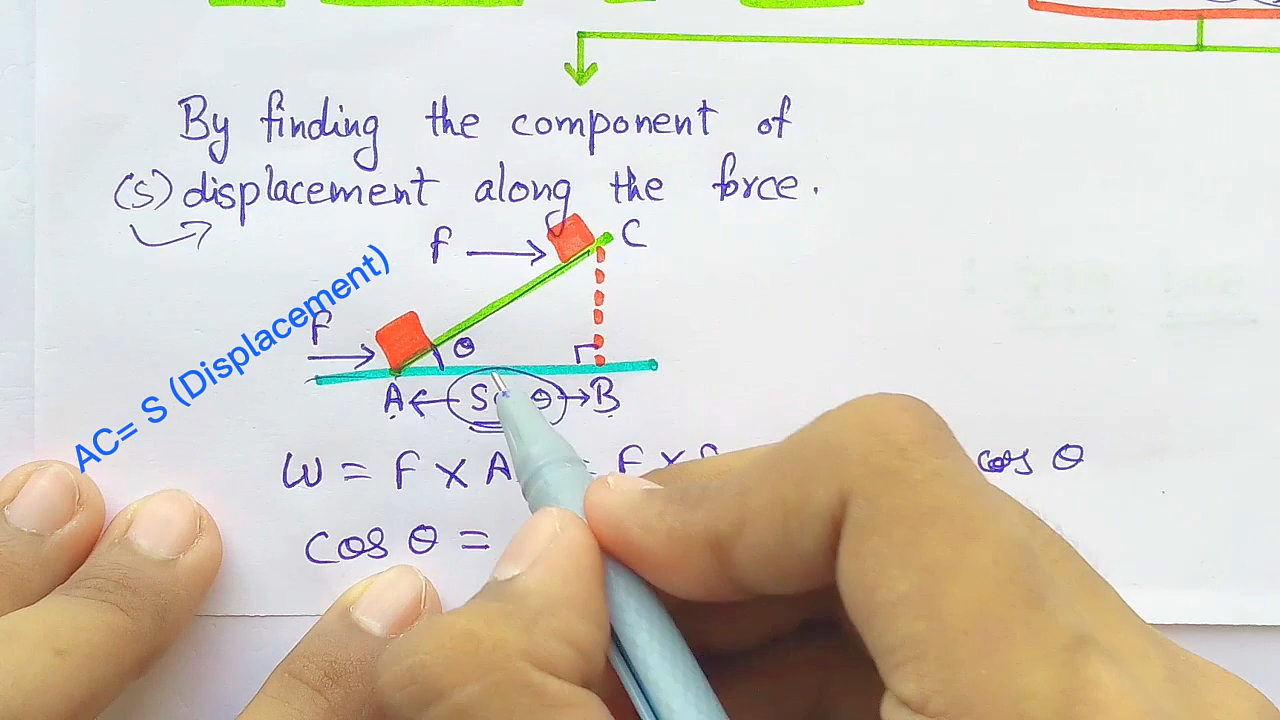 By finding the component of
(S) displacement along the force.
f
C
F
θ
AC= S (Displacement)
A S θ B
W = F X A = F X cos θ
cos θ =